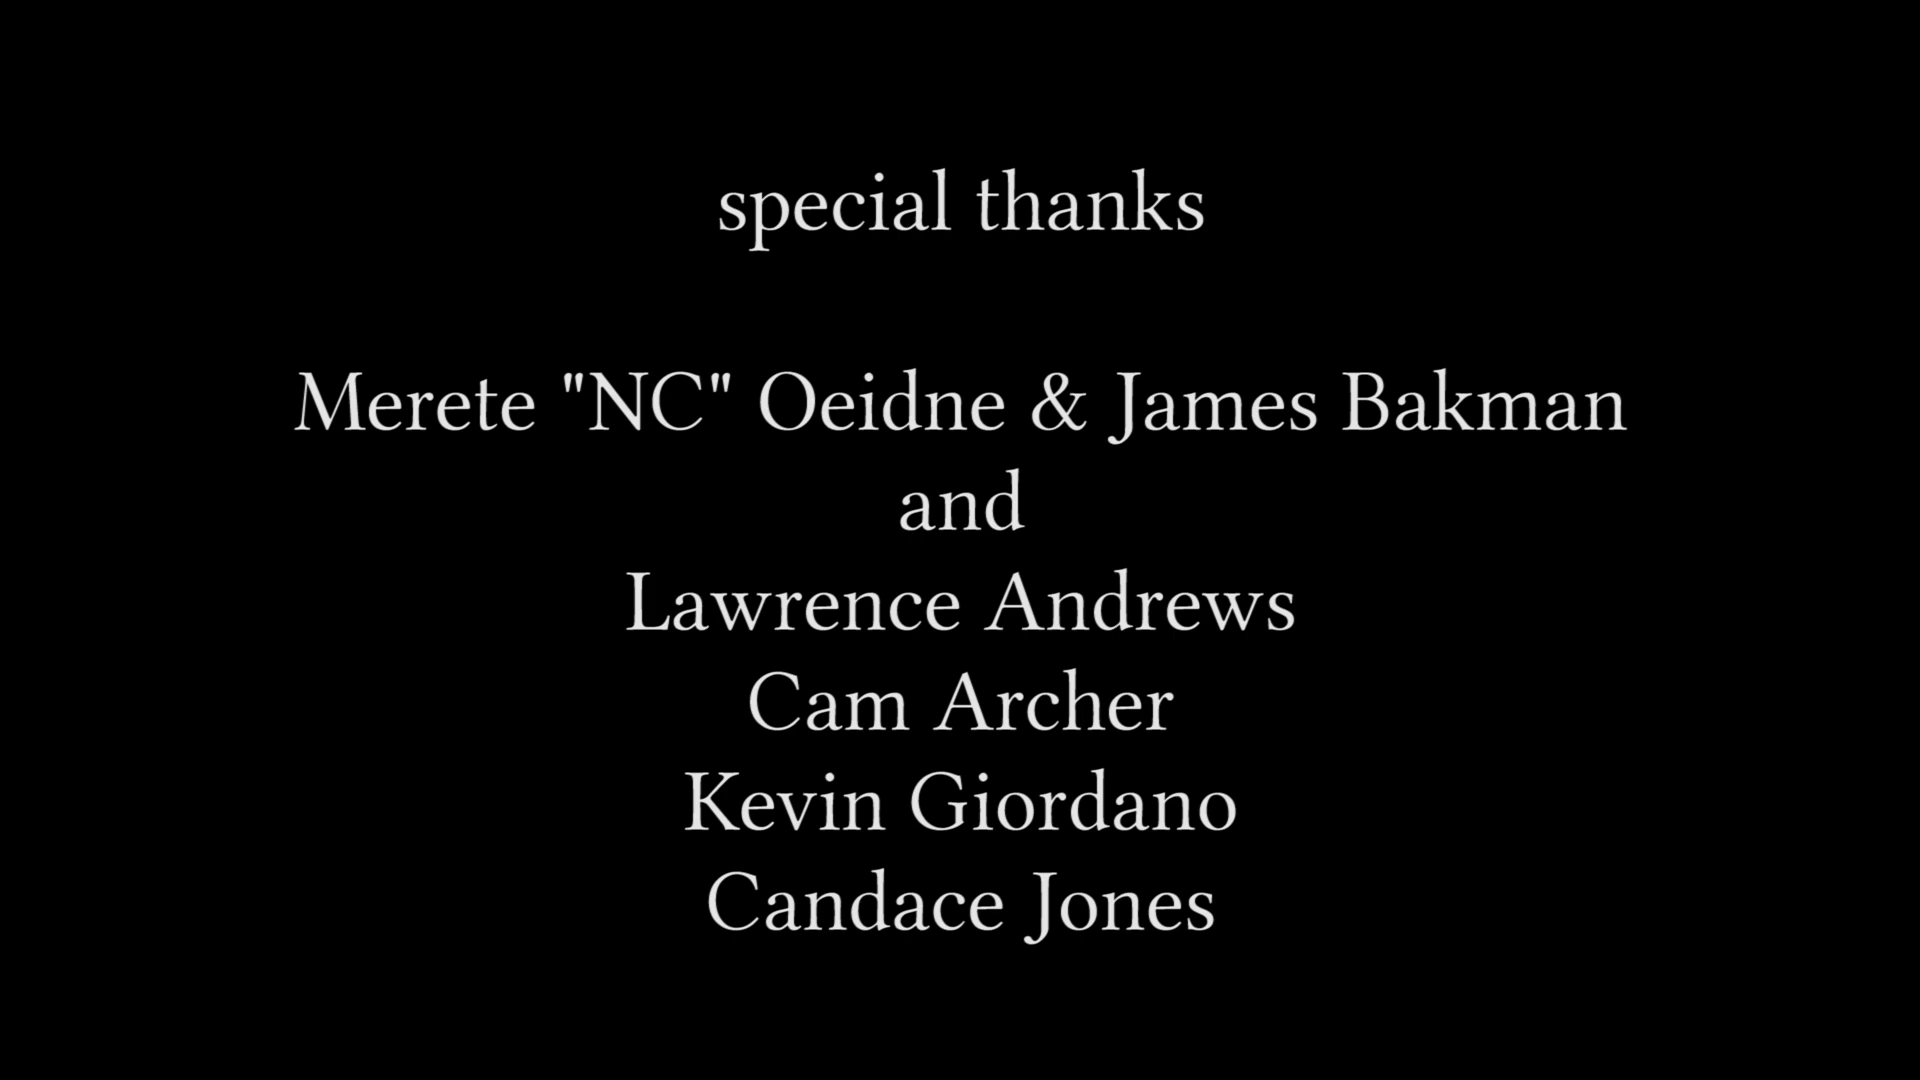 special thanks
Merete "NC" Oeidne & James Bakman
and
Lawrence Andrews
Cam Archer
Kevin Giordano
Candace Jones